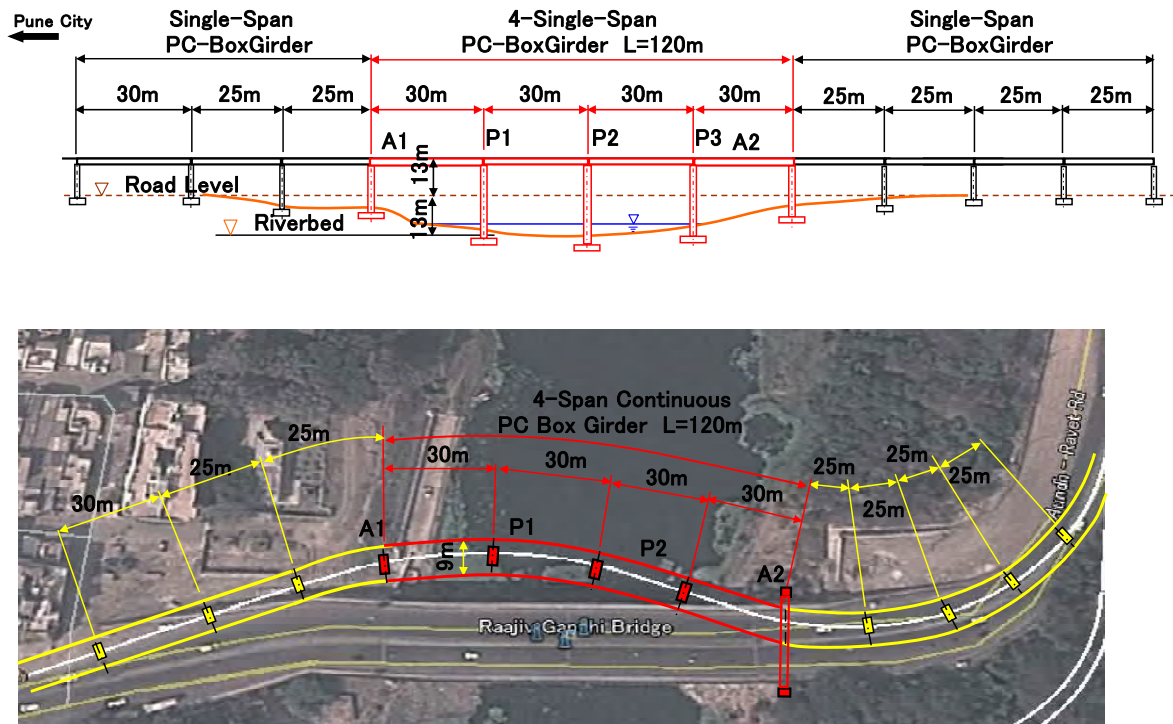 Pune City
Single-Span
PC-BoxGirder
4-Single-Span
PC-BoxGirder L=120m
Single-Span
PC-BoxGirder
30m
25m
25m
30m
30m
30m
30m
25m
25m
25m
25m
A1
P1
P2
P3
A2
13m
Road Level
13m
Riverbed
4-Span Continuous
PC Box Girder L=120m
25m
25m
30m
30m
30m
30m
30m
25m
25m
25m
25m
Aundh - Ravet Rd
A1
P1
P2
A2
9m
Raajiv Gandhi Bridge